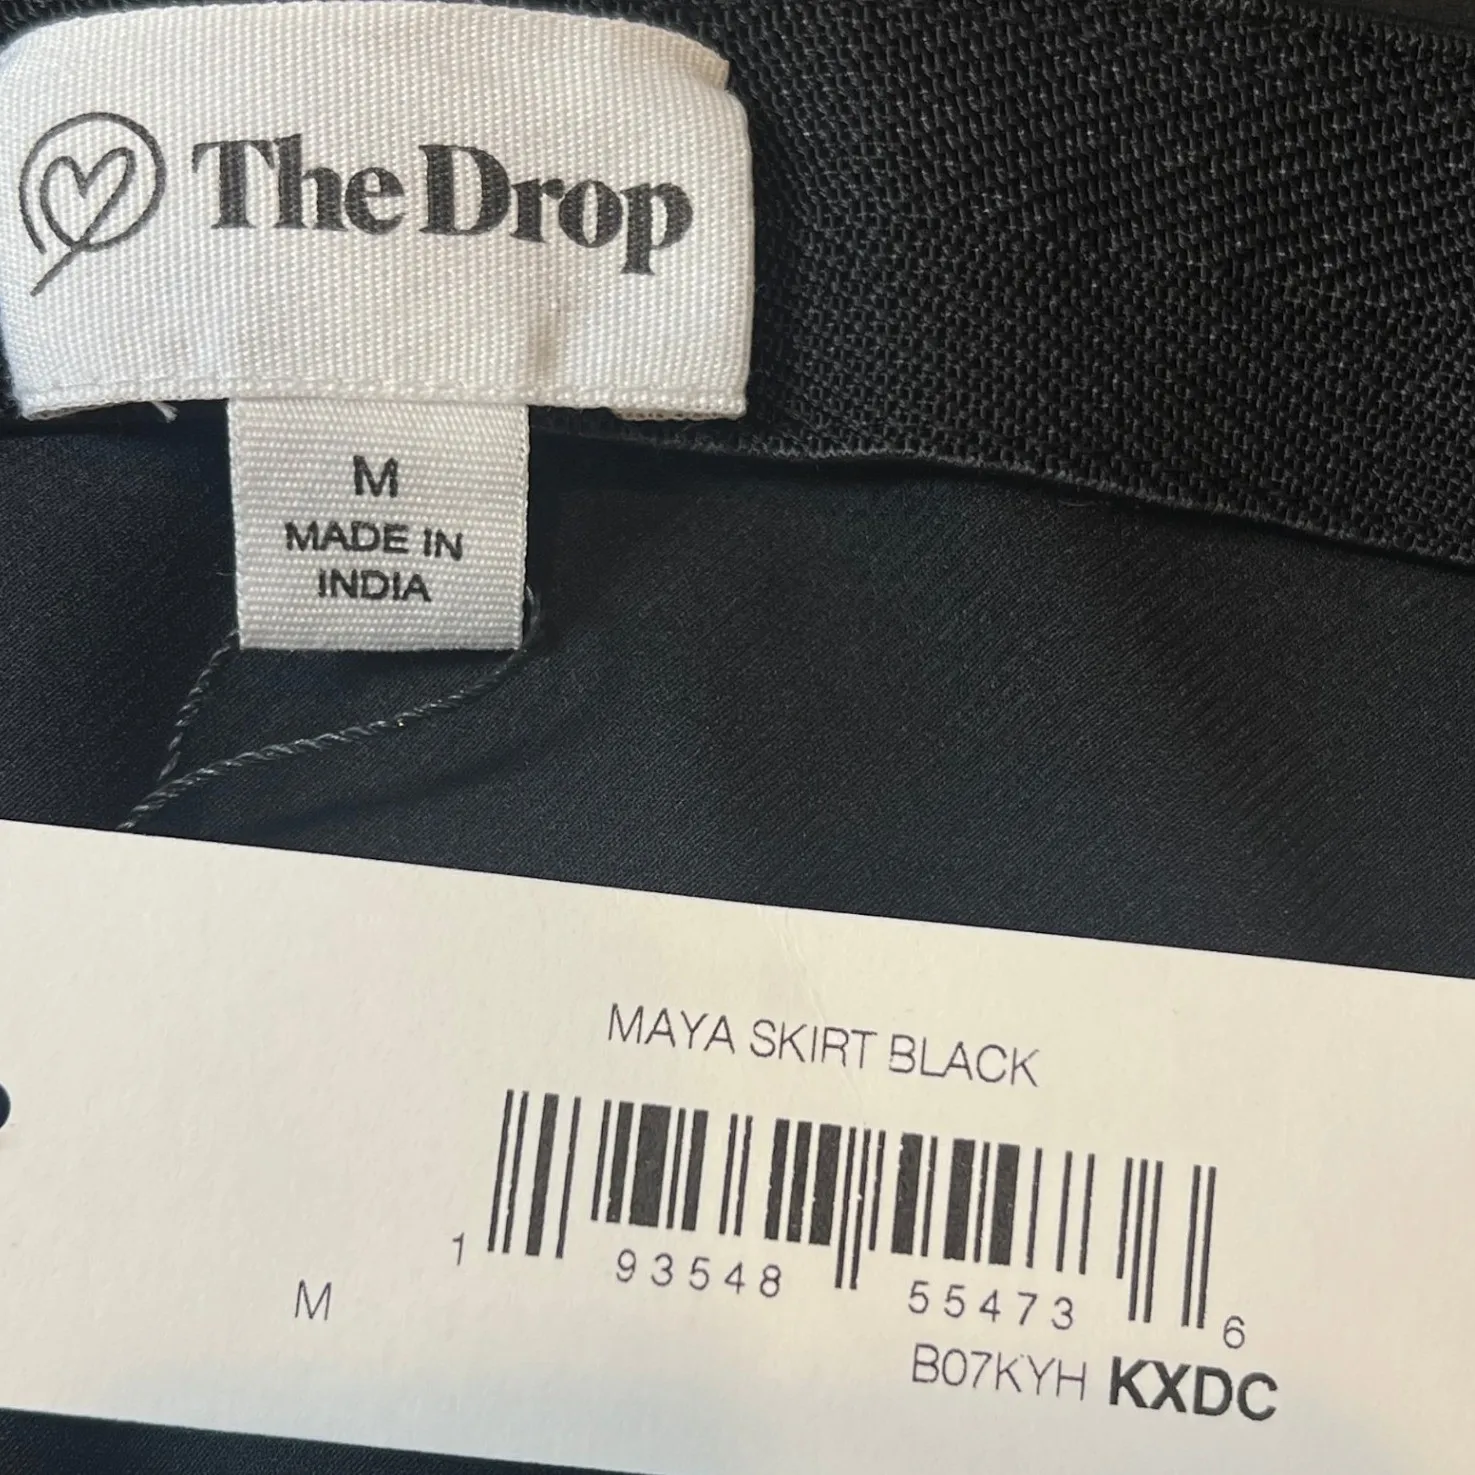 The Drop
M
MADE IN
INDIA
MAYA SKIRT BLACK
1 93548 55473 6
M
B07KYH KXDC